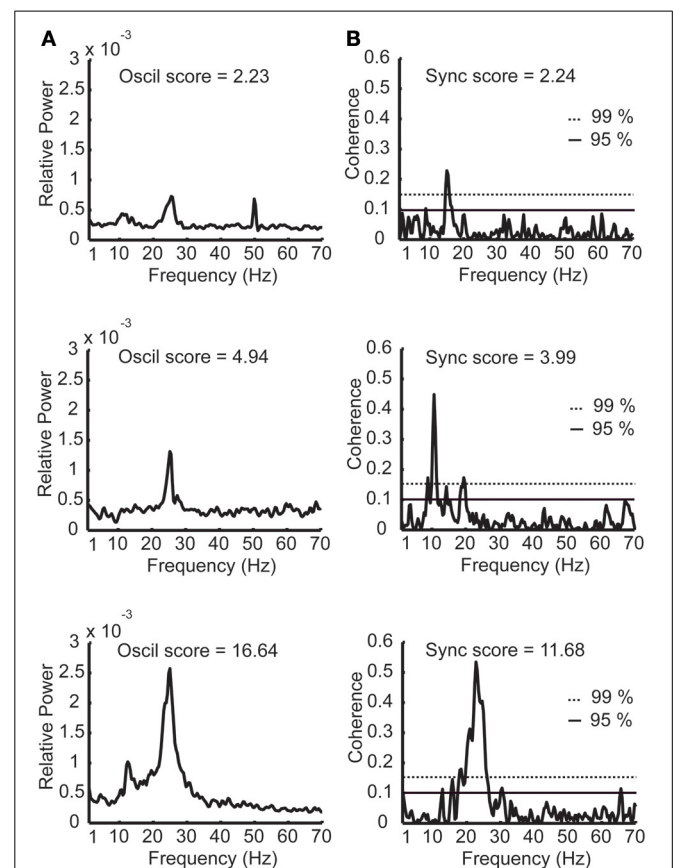 A
B
x 10^-3
Oscil score = 2.23
Relative Power
3
2.5
2
1.5
1
0.5
0
1 10 20 30 40 50 60 70
Frequency (Hz)
Sync score = 2.24
Coherence
0.6
0.5
0.4
0.3
0.2
0.1
0
99 %
95 %
1 10 20 30 40 50 60 70
Frequency (Hz)
x 10^-3
Oscil score = 4.94
Relative Power
3
2.5
2
1.5
1
0.5
0
1 10 20 30 40 50 60 70
Frequency (Hz)
Sync score = 3.99
Coherence
0.6
0.5
0.4
0.3
0.2
0.1
0
99 %
95 %
1 10 20 30 40 50 60 70
Frequency (Hz)
x 10^-3
Oscil score = 16.64
Relative Power
3
2.5
2
1.5
1
0.5
0
1 10 20 30 40 50 60 70
Frequency (Hz)
Sync score = 11.68
Coherence
0.6
0.5
0.4
0.3
0.2
0.1
0
99 %
95 %
1 10 20 30 40 50 60 70
Frequency (Hz)